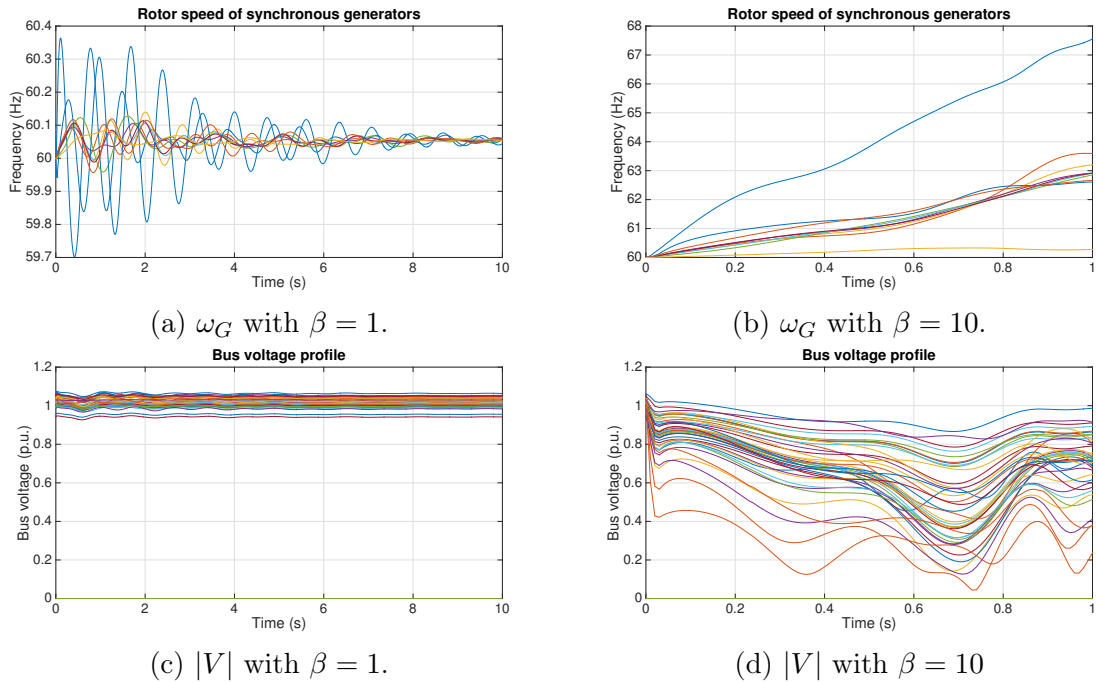 Rotor speed of synchronous generators
Frequency (Hz)
60.4
60.3
60.2
60.1
60
59.9
59.8
59.7
0 2 4 6 8 10
Time (s)
(a) ω_G with β = 1.
Rotor speed of synchronous generators
Frequency (Hz)
68
67
66
65
64
63
62
61
60
0 0.2 0.4 0.6 0.8 1
Time (s)
(b) ω_G with β = 10.
Bus voltage profile
Bus voltage (p.u.)
1.2
1
0.8
0.6
0.4
0.2
0
0 2 4 6 8 10
Time (s)
(c) |V| with β = 1.
Bus voltage profile
Bus voltage (p.u.)
1.2
1
0.8
0.6
0.4
0.2
0
0 0.2 0.4 0.6 0.8 1
Time (s)
(d) |V| with β = 10